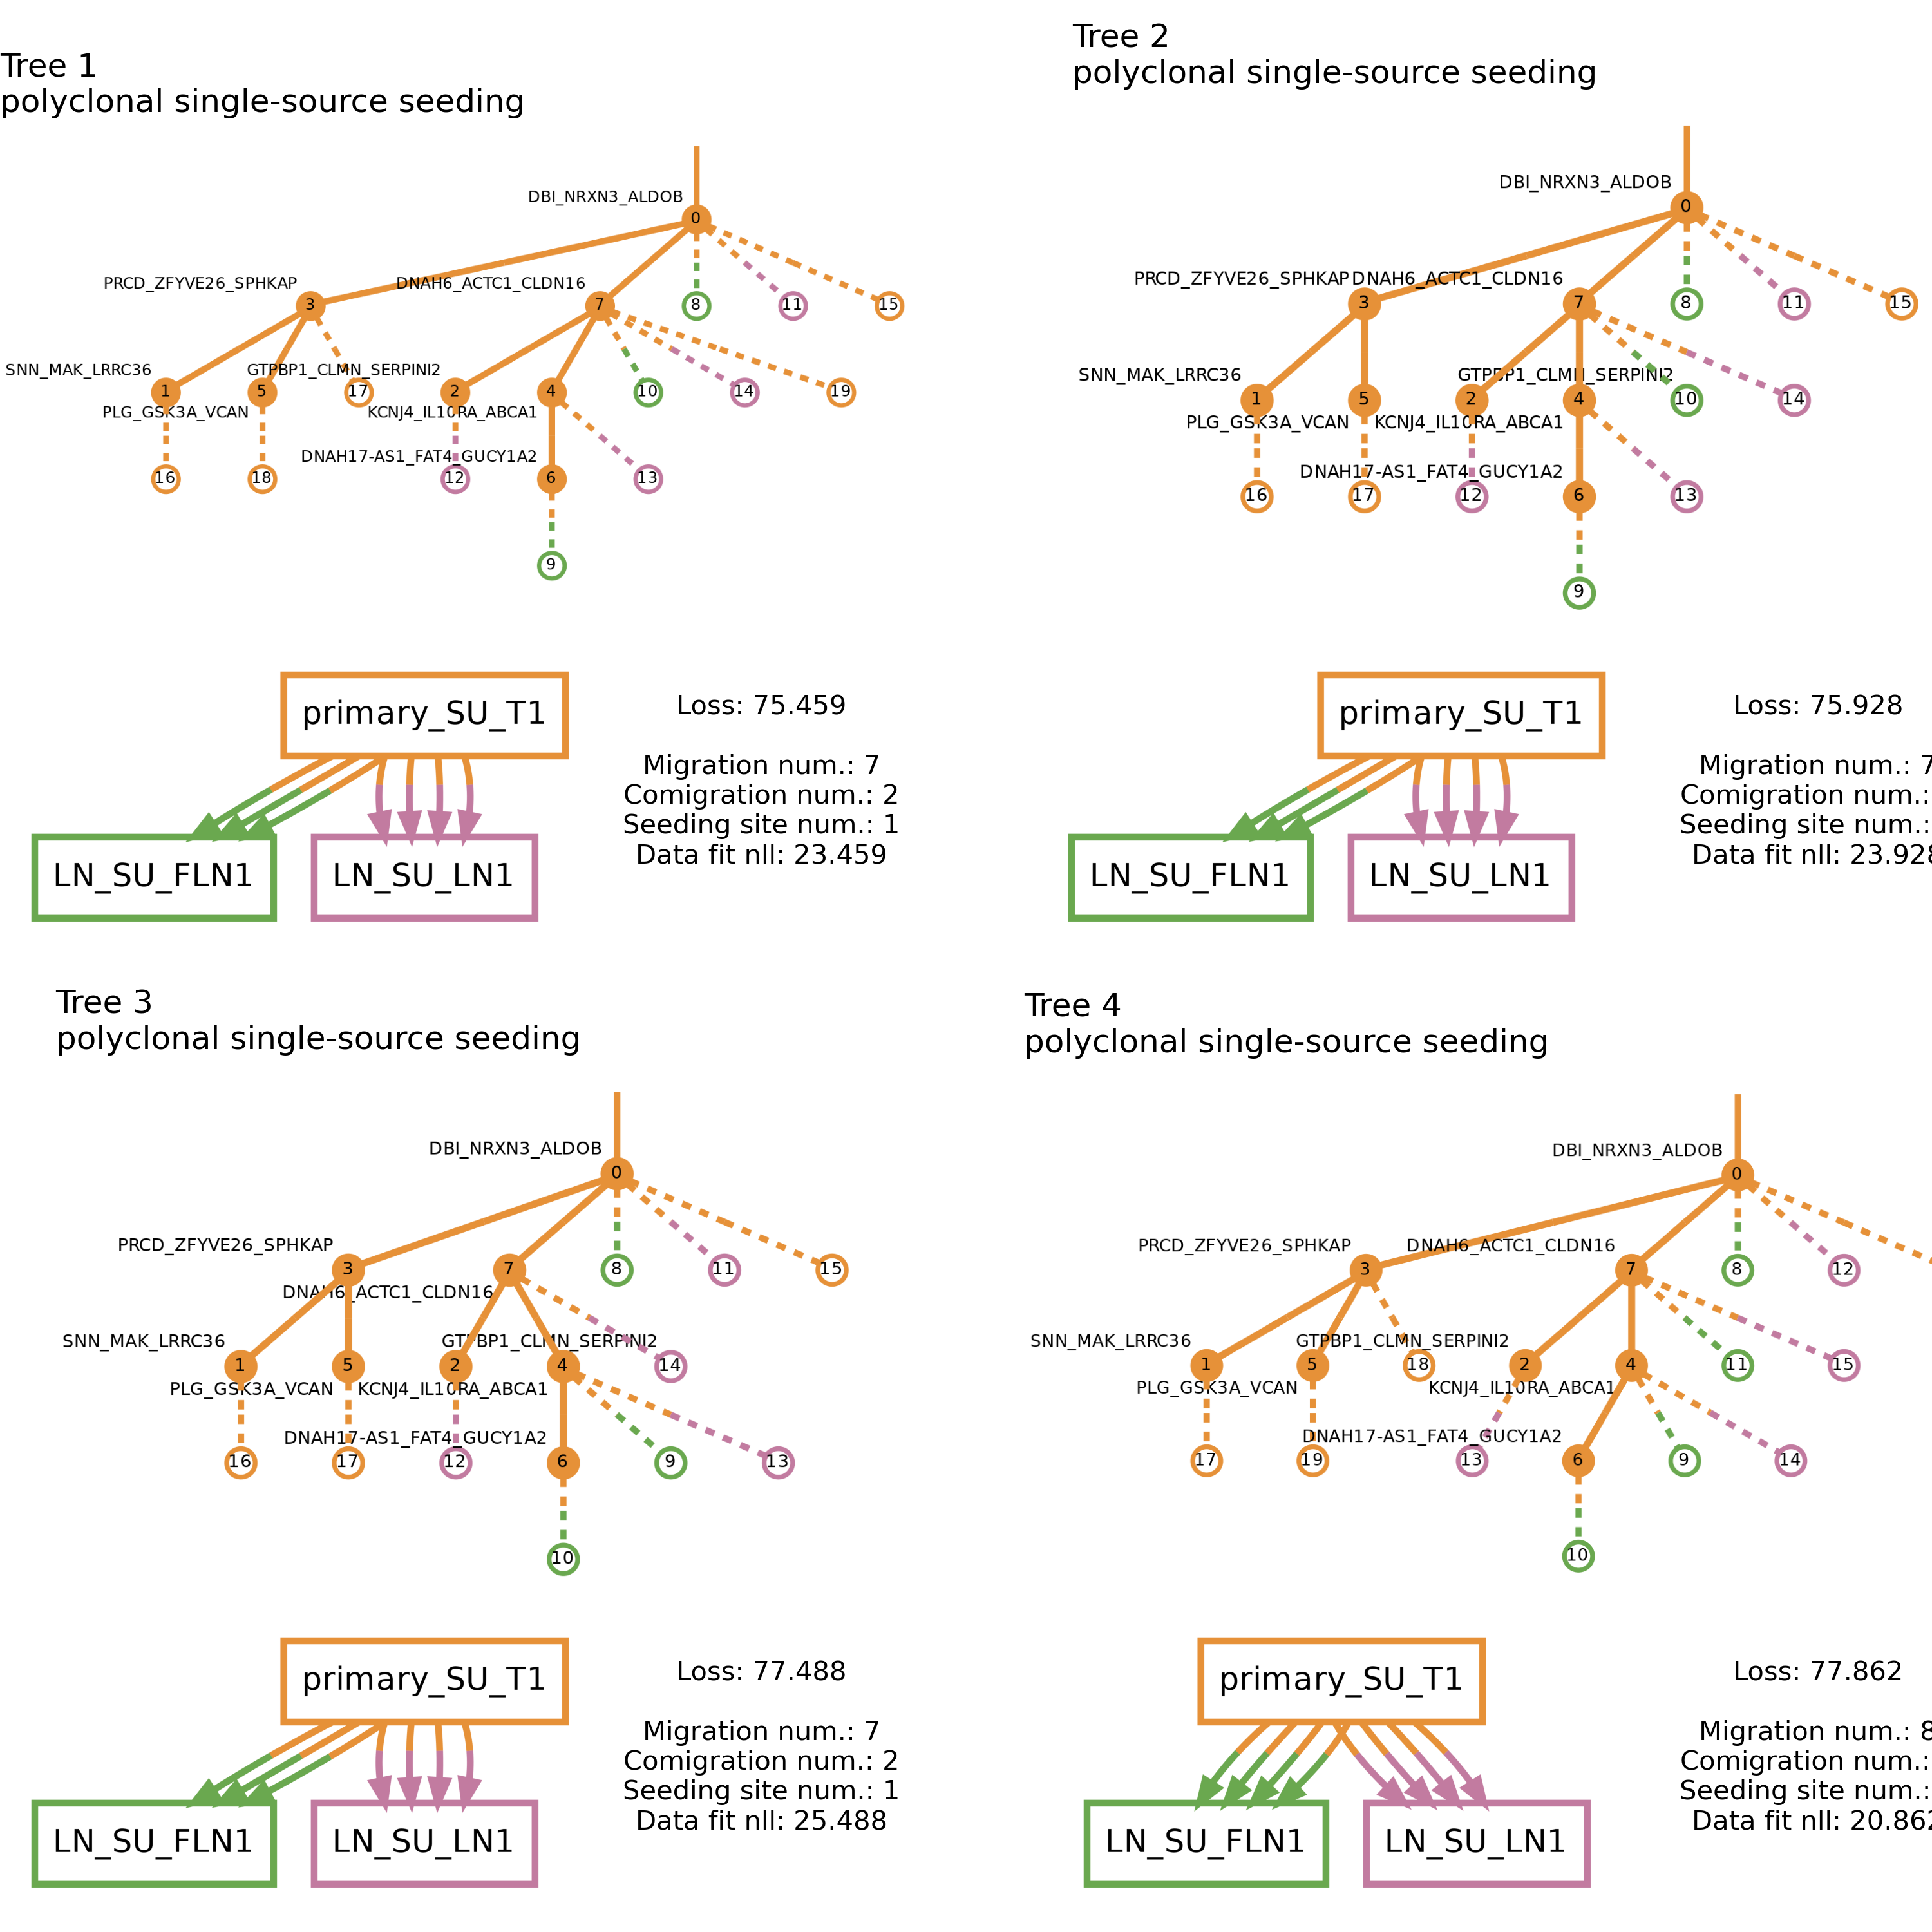 Tree 1
polyclonal single-source seeding
DBI_NRXN3_ALDOB
0
PRCD_ZFYVE26_SPHKAP
DNAH6_ACTC1_CLDN16
3
7
8
11
15
SNN_MAK_LRRC36
GTPBP1_CLMN_SERPINI2
1
5
17
2
4
10
14
19
PLG_GSK3A_VCAN
KCNJ4_IL10RA_ABCA1
DNAH17-AS1_FAT4_GUCY1A2
16
18
12
6
13
9
primary_SU_T1
LN_SU_FLN1
LN_SU_LN1
Loss: 75.459
Migration num.: 7
Comigration num.: 2
Seeding site num.: 1
Data fit nll: 23.459
Tree 2
polyclonal single-source seeding
DBI_NRXN3_ALDOB
0
PRCD_ZFYVE26_SPHKAP
DNAH6_ACTC1_CLDN16
3
7
8
11
15
SNN_MAK_LRRC36
GTPBP1_CLMN_SERPINI2
1
5
2
4
10
14
PLG_GSK3A_VCAN
KCNJ4_IL10RA_ABCA1
DNAH17-AS1_FAT4_GUCY1A2
16
17
12
6
13
9
primary_SU_T1
LN_SU_FLN1
LN_SU_LN1
Loss: 75.928
Migration num.: 7
Comigration num.:
Seeding site num.:
Data fit nll: 23.928
Tree 3
polyclonal single-source seeding
DBI_NRXN3_ALDOB
0
PRCD_ZFYVE26_SPHKAP
3
7
8
11
15
DNAH6_ACTC1_CLDN16
SNN_MAK_LRRC36
GTPBP1_CLMN_SERPINI2
1
5
2
4
14
PLG_GSK3A_VCAN
KCNJ4_IL10RA_ABCA1
DNAH17-AS1_FAT4_GUCY1A2
16
17
12
6
9
13
10
primary_SU_T1
LN_SU_FLN1
LN_SU_LN1
Loss: 77.488
Migration num.: 7
Comigration num.: 2
Seeding site num.: 1
Data fit nll: 25.488
Tree 4
polyclonal single-source seeding
DBI_NRXN3_ALDOB
0
PRCD_ZFYVE26_SPHKAP
DNAH6_ACTC1_CLDN16
3
7
8
12
SNN_MAK_LRRC36
GTPBP1_CLMN_SERPINI2
1
5
18
2
4
11
15
PLG_GSK3A_VCAN
KCNJ4_IL10RA_ABCA1
DNAH17-AS1_FAT4_GUCY1A2
17
19
13
6
9
14
10
primary_SU_T1
LN_SU_FLN1
LN_SU_LN1
Loss: 77.862
Migration num.: 8
Comigration num.:
Seeding site num.:
Data fit nll: 20.862